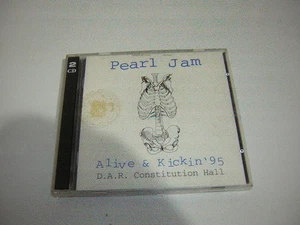 2
CD
Pearl Jam
Alive & Kickin'95
D.A.R. Constitution Hall